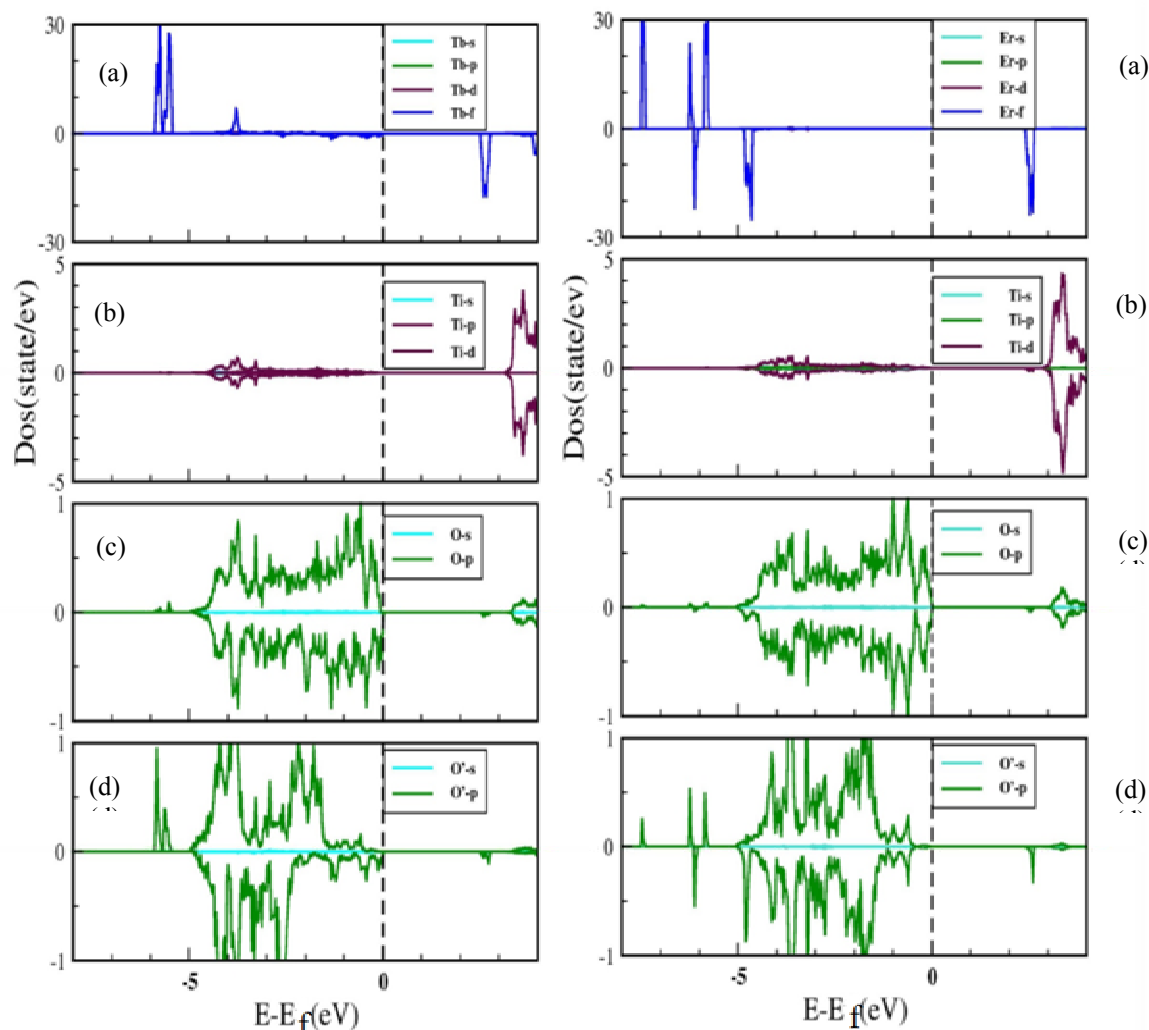 30
0
-30
(a)
Tb-s
Tb-p
Tb-d
Tb-f
5
0
-5
(b)
Ti-s
Ti-p
Ti-d
1
0
-1
(c)
O-s
O-p
1
0
-1
(d)
O'-s
O'-p
-5
0
Dos(state/ev)
E-Ef(eV)
30
0
-30
Er-s
Er-p
Er-d
Er-f
(a)
5
0
-5
Ti-s
Ti-p
Ti-d
(b)
1
0
-1
O-s
O-p
(c)
1
0
-1
O'-s
O'-p
(d)
-5
0
Dos(state/ev)
E-Ef(eV)